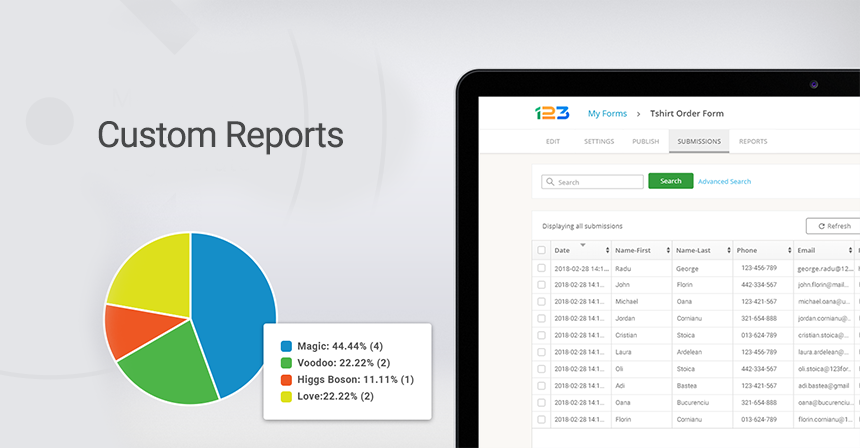 Custom Reports
Magic: 44.44% (4)
Voodoo: 22.22% (2)
Higgs Boson: 11.11% (1)
Love:22.22% (2)
123 My Forms › Tshirt Order Form
EDIT SETTINGS PUBLISH SUBMISSIONS REPORTS
Search Search Advanced Search
Displaying all submissions Refresh
Date Name-First Name-Last Phone Email
2018-02-28 14:1... Radu George 123-456-789 george.radu@12...
2018-02-28 14:1... John Florin 442-334-567 john.florin@mail...
2018-02-28 14:1... Michael Oana 123-421-567 michael.oana@u...
2018-02-28 14:1... Jordan Cornianu 321-654-888 jordan.cornianu@...
2018-02-28 14:1... Cristian Stoica 013-624-789 cristian.stoica@...
2018-02-28 14:1... Laura Ardelean 123-456-789 laura.ardelean@...
2018-02-28 14:1... Oli Stoica 442-334-567 oli.stoica@123for...
2018-02-28 14:1... Adi Bastea 123-421-567 adi.bastea@gmail
2018-02-28 14:1... Oana Bucurenciu 321-654-888 oana@bucurenciu...
2018-02-28 14:1... Florin Cornianu 013-624-789 florin.cornianu@...